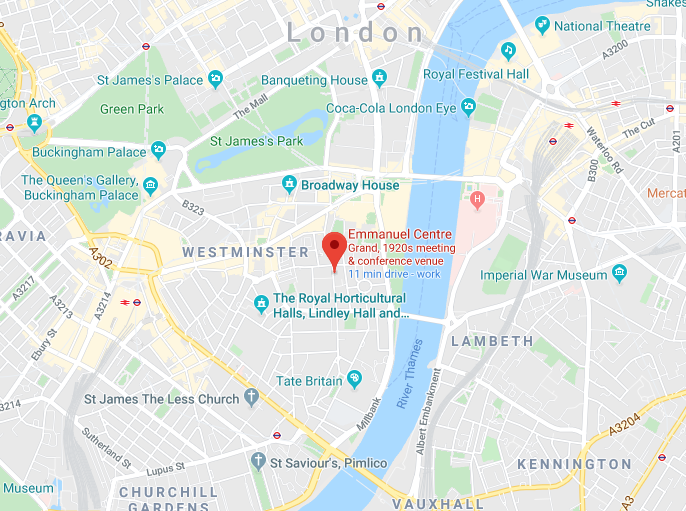 London
National Theatre
Shakes
A3200
Royal Festival Hall
St James's Palace
Banqueting House
Green Park
The Mall
Coca-Cola London Eye
ngton Arch
The Cut
Waterloo Rd
B300
A201
St James's Park
Buckingham Palace
The Queen's Gallery,
Buckingham Palace
Broadway House
H
Mercat
B323
Emmanuel Centre
Grand, 1920s meeting
& conference venue
11 min drive - work
RAVIA
A302
WESTMINSTER
Imperial War Museum
A3217
A3214
The Royal Horticultural
Halls, Lindley Hall and...
Ebury St
LAMBETH
River Thames
Tate Britain
Albert Embankment
St James The Less Church
A3214
Millbank
A3204
Sutherland St
Lupus St
St Saviour's, Pimlico
KENNINGTON
Museum
CHURCHILL
GARDENS
VAUXHALL